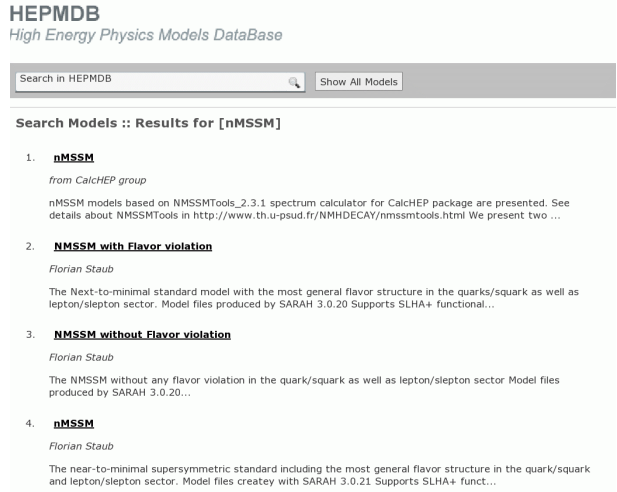 HEPMDB
High Energy Physics Models DataBase
Search in HEPMDB
Show All Models
Search Models :: Results for [nMSSM]
1. nMSSM
from CalcHEP group
nMSSM models based on NMSSMTools_2.3.1 spectrum calculator for CalcHEP package are presented. See
details about NMSSMTools in http://www.th.u-psud.fr/NMHDECAY/nmssmtools.html We present two ...
2. NMSSM with Flavor violation
Florian Staub
The Next-to-minimal standard model with the most general flavor structure in the quarks/squark as well as
lepton/slepton sector. Model files produced by SARAH 3.0.20 Supports SLHA+ functional...
3. NMSSM without Flavor violation
Florian Staub
The NMSSM without any flavor violation in the quark/squark as well as lepton/slepton sector Model files
produced by SARAH 3.0.20...
4. nMSSM
Florian Staub
The near-to-minimal supersymmetric standard including the most general flavor structure in the quark/squark
and lepton/slepton sector. Model files createy with SARAH 3.0.21 Supports SLHA+ funct...